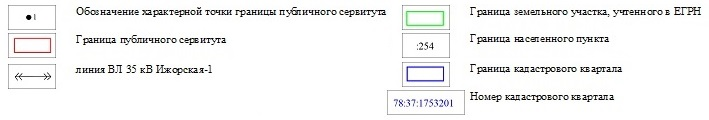 1 Обозначение характерной точки границы публичного сервитута
Граница публичного сервитута
линия ВЛ 35 кВ Ижорская-1
Граница земельного участка, учтенного в ЕГРН
:254 Граница населенного пункта
Граница кадастрового квартала
78:37:1753201 Номер кадастрового квартала